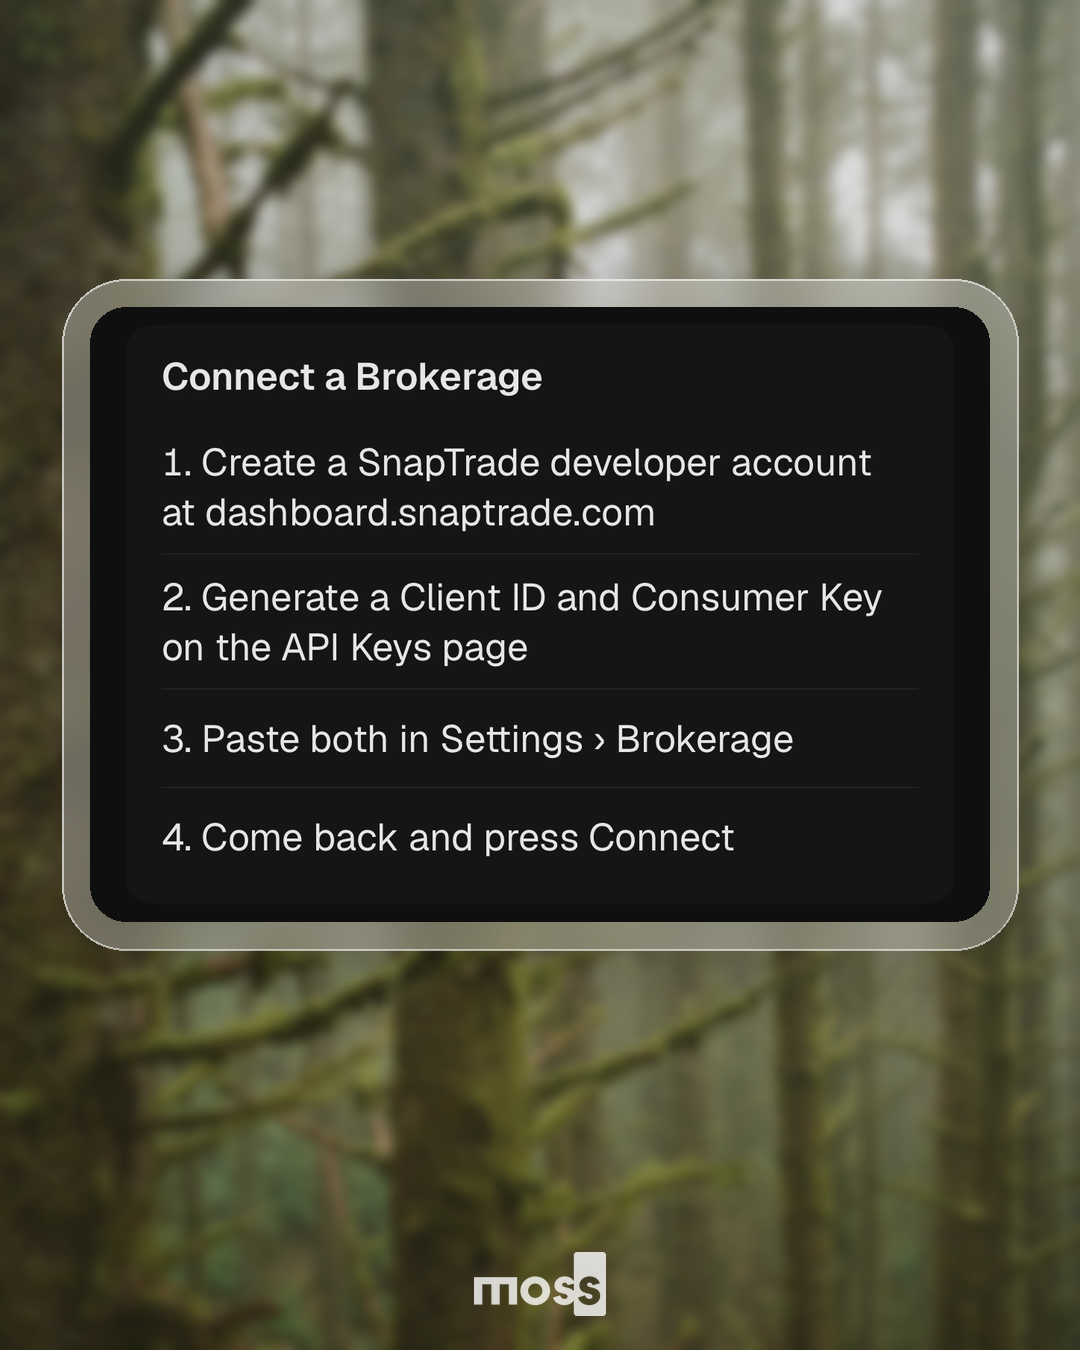 Connect a Brokerage
1. Create a SnapTrade developer account
at dashboard.snaptrade.com
2. Generate a Client ID and Consumer Key
on the API Keys page
3. Paste both in Settings › Brokerage
4. Come back and press Connect
moss